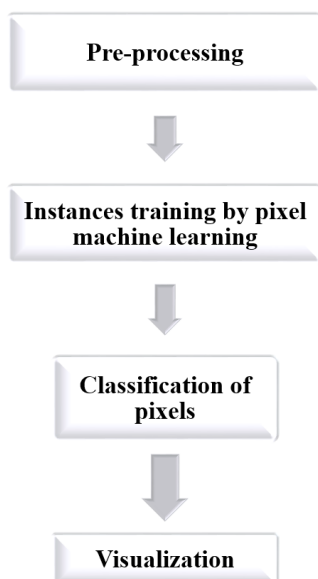 Pre-processing
Instances training by pixel
machine learning
Classification of
pixels
Visualization